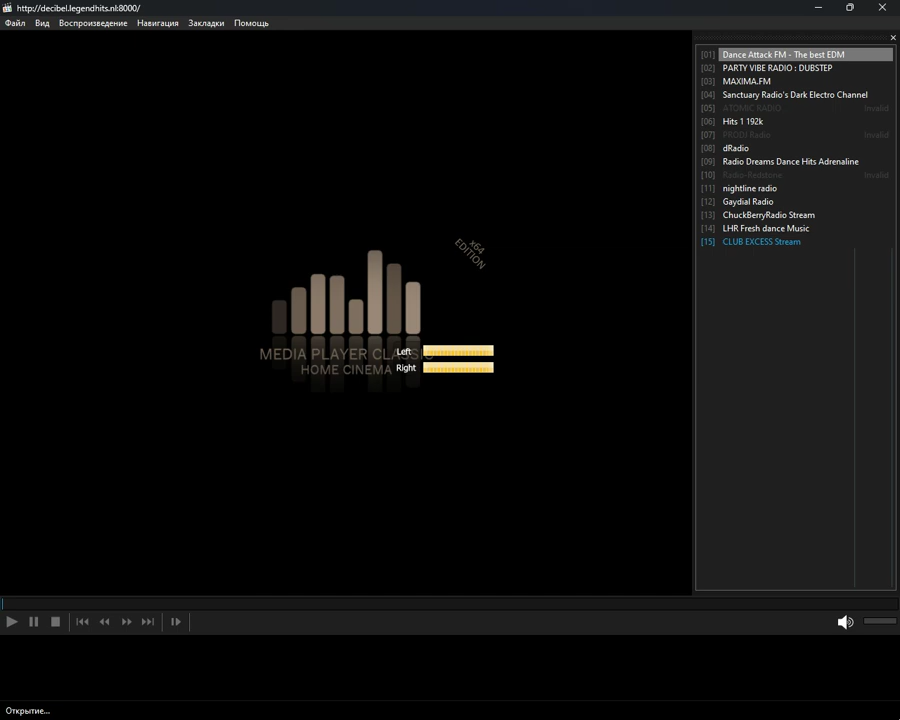 http://decibel.legendhits.nl:8000/
Файл Вид Воспроизведение Навигация Закладки Помощь
[01] Dance Attack FM - The best EDM
[02] PARTY VIBE RADIO : DUBSTEP
[03] MAXIMA.FM
[04] Sanctuary Radio's Dark Electro Channel
[05] ATOMIC RADIO Invalid
[06] Hits 1 192k
[07] PRODJ Radio Invalid
[08] dRadio
[09] Radio Dreams Dance Hits Adrenaline
[10] Radio-Redstone Invalid
[11] nightline radio
[12] Gaydial Radio
[13] ChuckBerryRadio Stream
[14] LHR Fresh dance Music
[15] CLUB EXCESS Stream
x64
EDITION
MEDIA PLAYER CLASSIC
HOME CINEMA
Left
Right
Открытие...